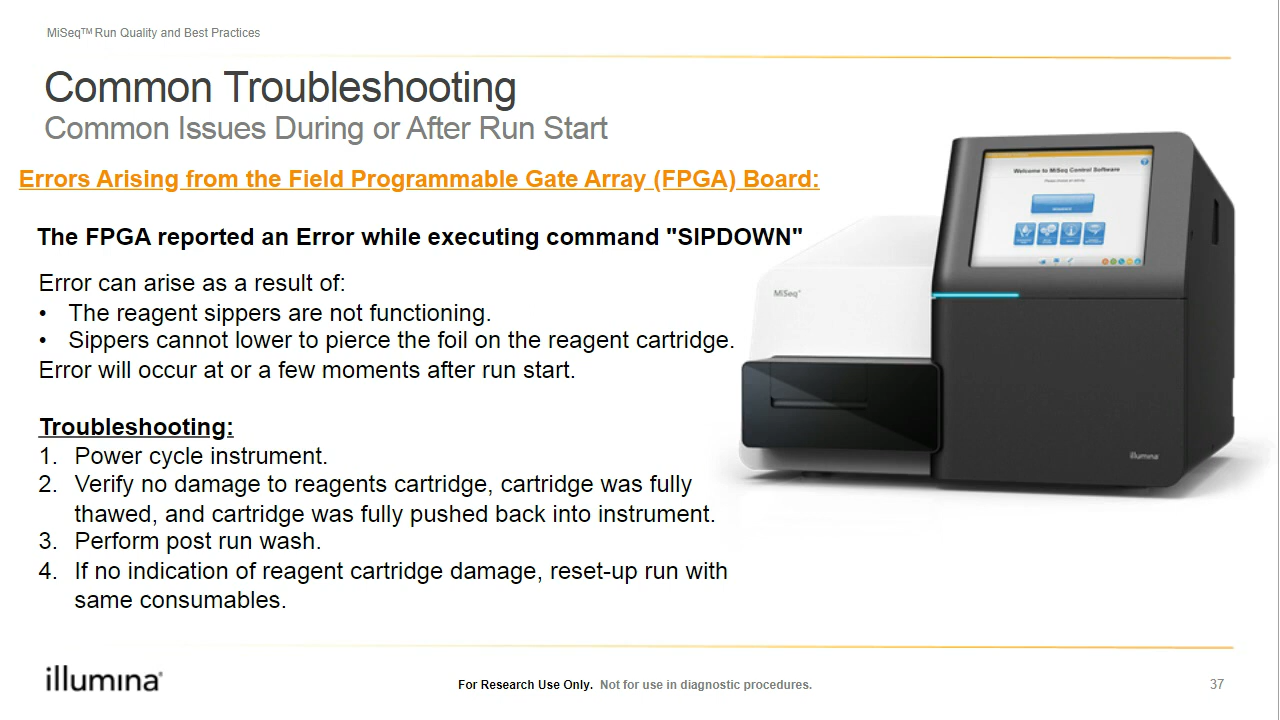 MiSeq™ Run Quality and Best Practices
Common Troubleshooting
Common Issues During or After Run Start
Errors Arising from the Field Programmable Gate Array (FPGA) Board:
The FPGA reported an Error while executing command "SIPDOWN"
Error can arise as a result of:
• The reagent sippers are not functioning.
• Sippers cannot lower to pierce the foil on the reagent cartridge.
Error will occur at or a few moments after run start.
Troubleshooting:
1. Power cycle instrument.
2. Verify no damage to reagents cartridge, cartridge was fully
thawed, and cartridge was fully pushed back into instrument.
3. Perform post run wash.
4. If no indication of reagent cartridge damage, reset-up run with
same consumables.
Welcome to MiSeq Control Software
MiSeq®
illumina®
illumina®
For Research Use Only. Not for use in diagnostic procedures.
37